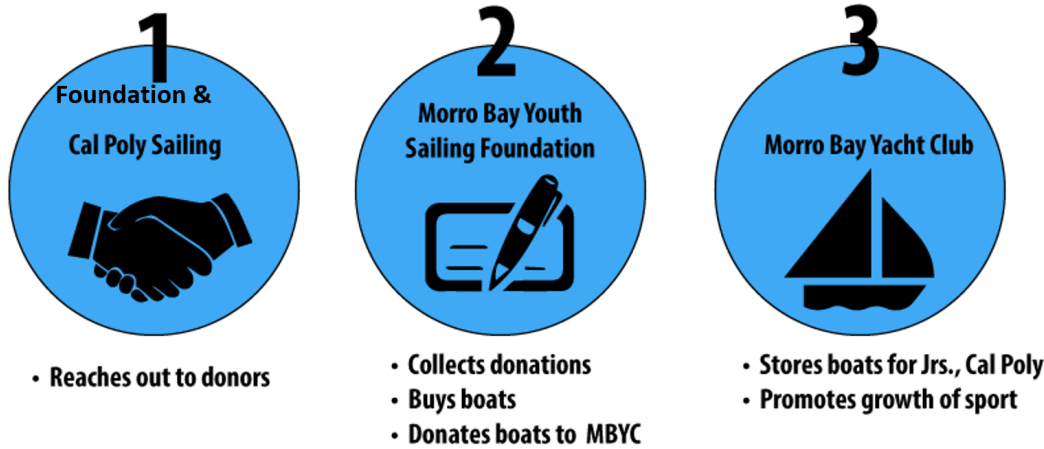 1
Foundation &
Cal Poly Sailing
• Reaches out to donors
2
Morro Bay Youth
Sailing Foundation
• Collects donations
• Buys boats
• Donates boats to MBYC
3
Morro Bay Yacht Club
• Stores boats for Jrs., Cal Poly
• Promotes growth of sport